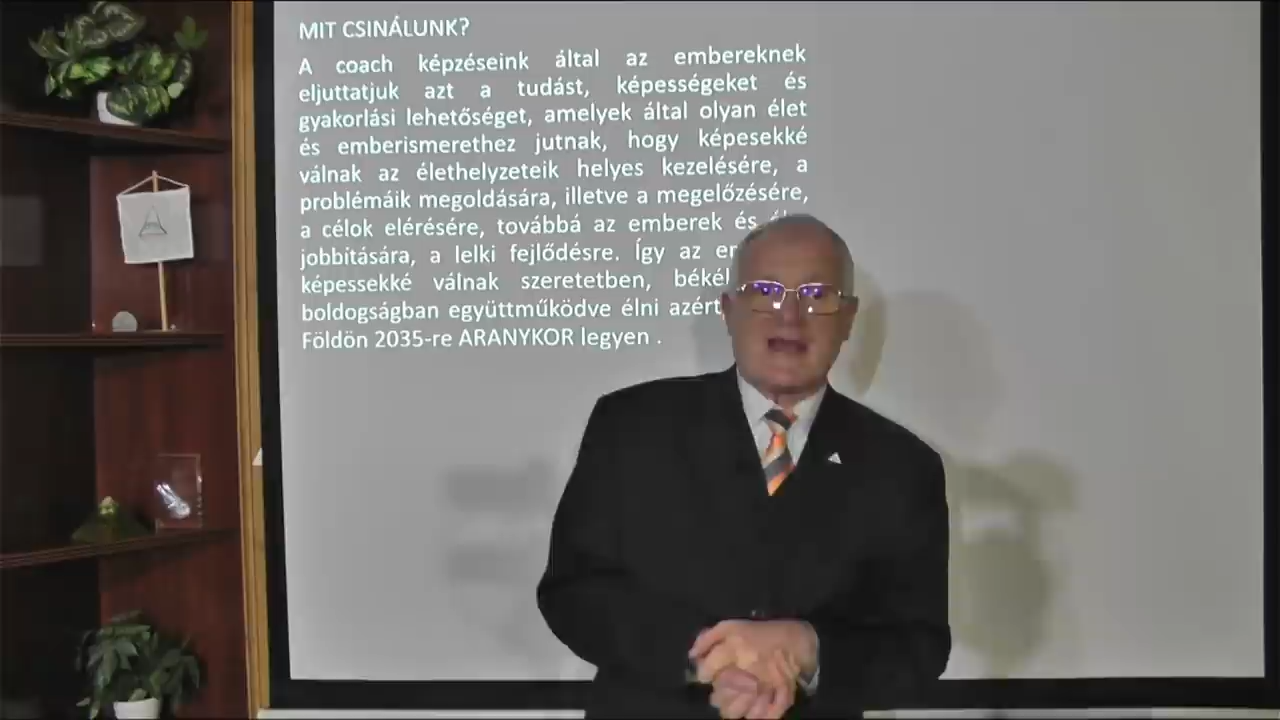 MIT CSINÁLUNK?
A coach képzéseink által az embereknek
eljuttatjuk azt a tudást, képességeket és
gyakorlási lehetőséget, amelyek által olyan élet
és emberismerethez jutnak, hogy képesekké
válnak az élethelyzeteik helyes kezelésére, a
problémáik megoldására, illetve a megelőzésére,
a célok elérésére, továbbá az emberek és
jobbítására, a lelki fejlődésre. Így az
képessekké válnak szeretetben,
boldogságban együttműködve élni azért
Földön 2035-re ARANYKOR legyen .